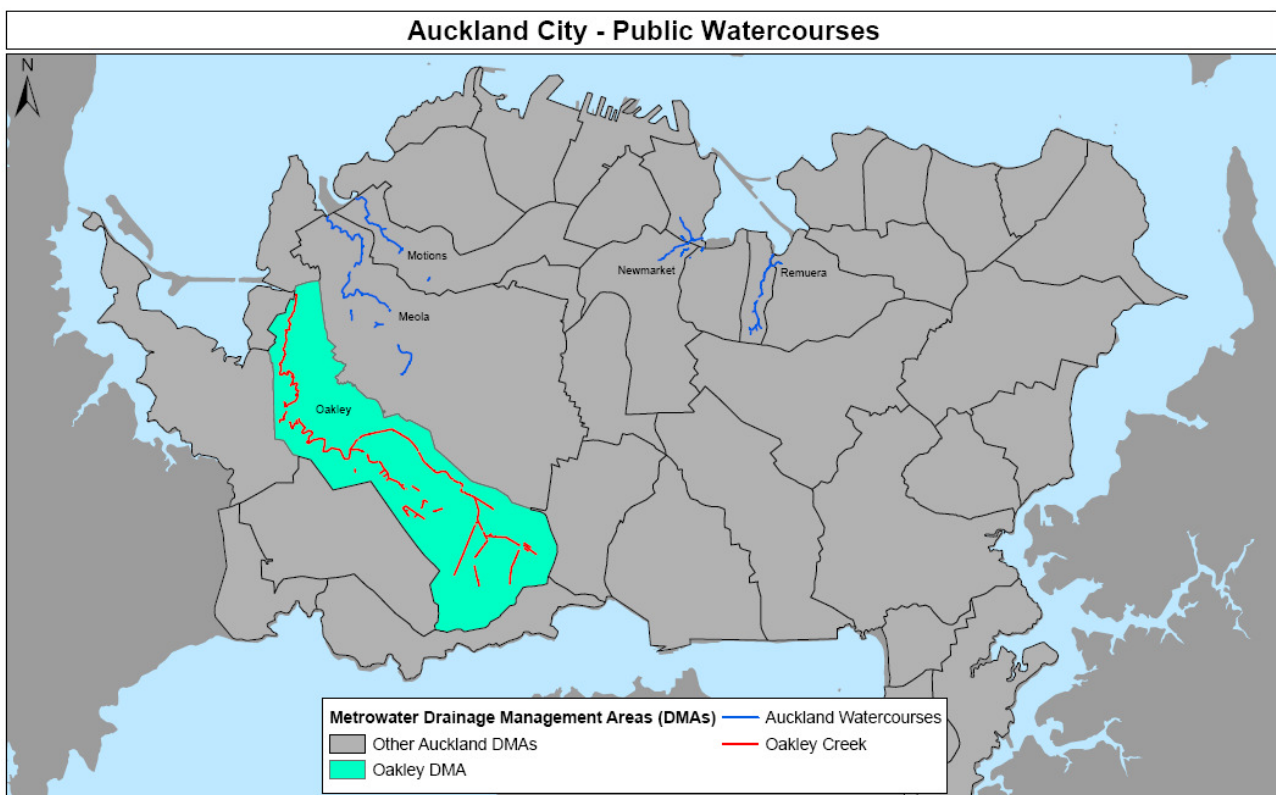 Auckland City - Public Watercourses
N
Motions
Newmarket
Remuera
Meola
Oakley
Metrowater Drainage Management Areas (DMAs)
Auckland Watercourses
Other Auckland DMAs
Oakley Creek
Oakley DMA